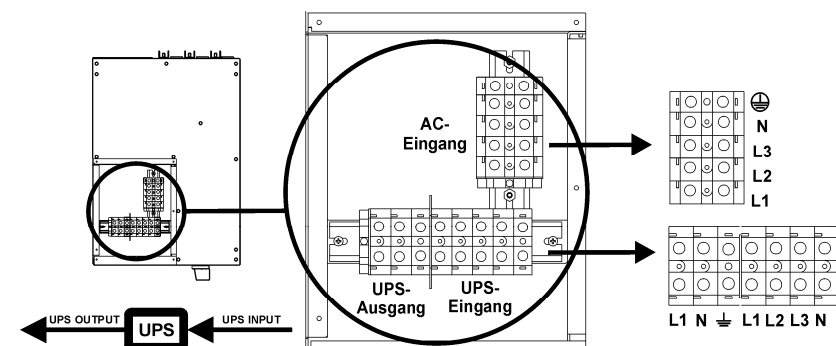 AC-
Eingang
N
L3
L2
L1
UPS-
Ausgang
UPS-
Eingang
L1 N L1 L2 L3 N
UPS OUTPUT
UPS
UPS INPUT